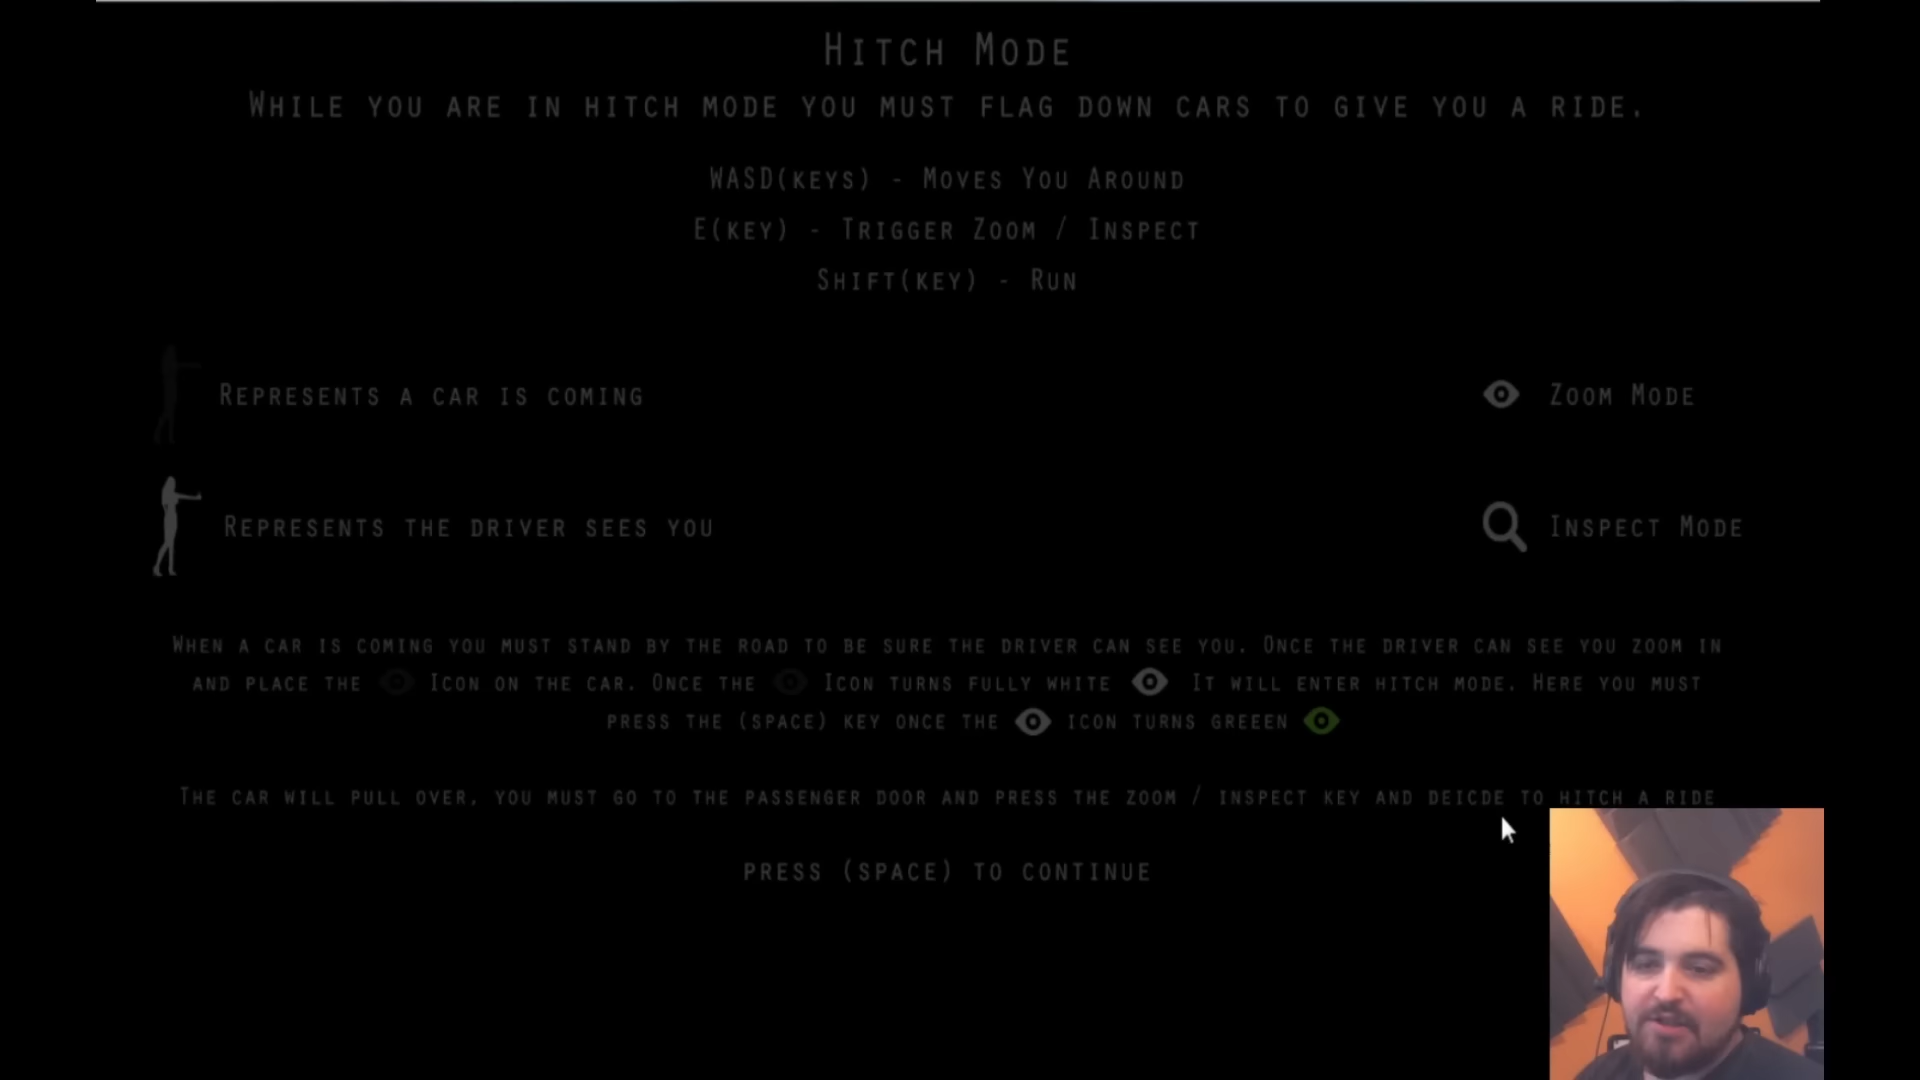 Hitch Mode
While you are in hitch mode you must flag down cars to give you a ride.
WASD(keys) - Moves You Around
E(key) - Trigger Zoom / Inspect
Shift(key) - Run
Represents a car is coming
Zoom Mode
Represents the driver sees you
Inspect Mode
When a car is coming you must stand by the road to be sure the driver can see you. Once the driver can see you zoom in
and place the Icon on the car. Once the Icon turns fully white It will enter hitch mode. Here you must
press the (space) key once the icon turns greeen
The car will pull over, you must go to the passenger door and press the zoom / inspect key and deicde to hitch a ride
press (space) to continue